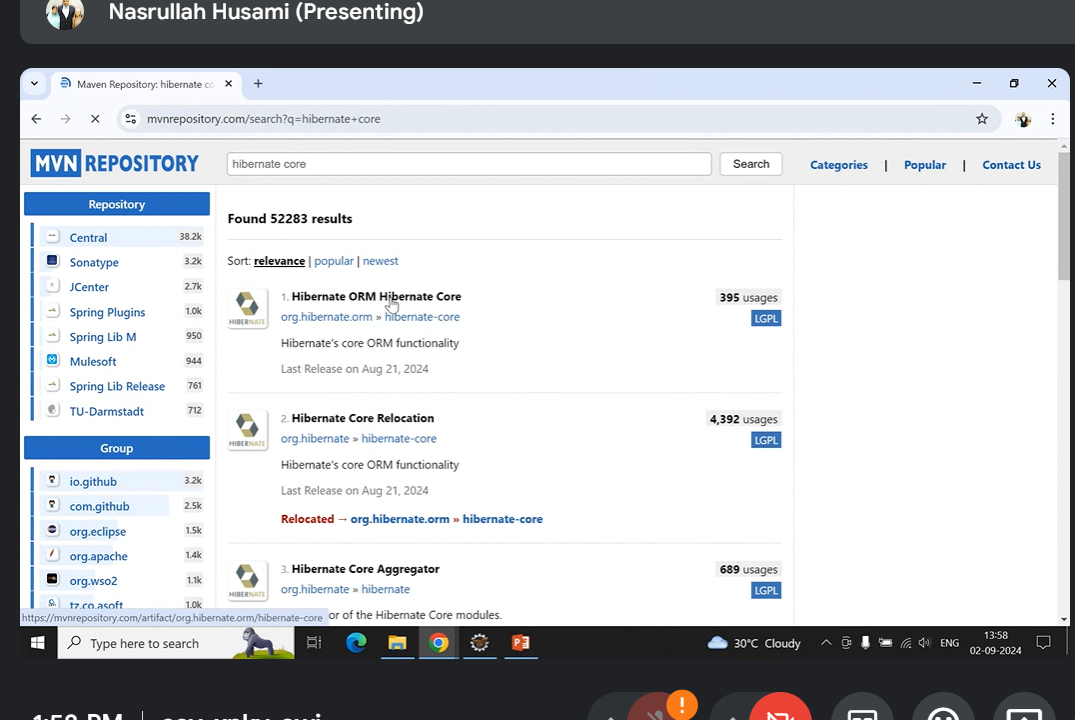 Nasrullah Husami (Presenting)
Maven Repository: hibernate co
mvnrepository.com/search?q=hibernate+core
MVN REPOSITORY
hibernate core
Search
Categories | Popular | Contact Us
Repository
Central 38.2k
Sonatype 3.2k
JCenter 2.7k
Spring Plugins 1.0k
Spring Lib M 950
Mulesoft 944
Spring Lib Release 761
TU-Darmstadt 712
Group
io.github 3.2k
com.github 2.5k
org.eclipse 1.5k
org.apache 1.4k
org.wso2 1.1k
tz.co.asoft 1.0k
Found 52283 results
Sort: relevance | popular | newest
HIBERNATE
1. Hibernate ORM Hibernate Core
395 usages
org.hibernate.orm » hibernate-core
LGPL
Hibernate's core ORM functionality
Last Release on Aug 21, 2024
HIBERNATE
2. Hibernate Core Relocation
4,392 usages
org.hibernate » hibernate-core
LGPL
Hibernate's core ORM functionality
Last Release on Aug 21, 2024
Relocated → org.hibernate.orm » hibernate-core
HIBERNATE
3. Hibernate Core Aggregator
689 usages
org.hibernate » hibernate
LGPL
or of the Hibernate Core modules.
https://mvnrepository.com/artifact/org.hibernate.orm/hibernate-core
Type here to search
30°C Cloudy
ENG
13:58
02-09-2024
1:58 PM